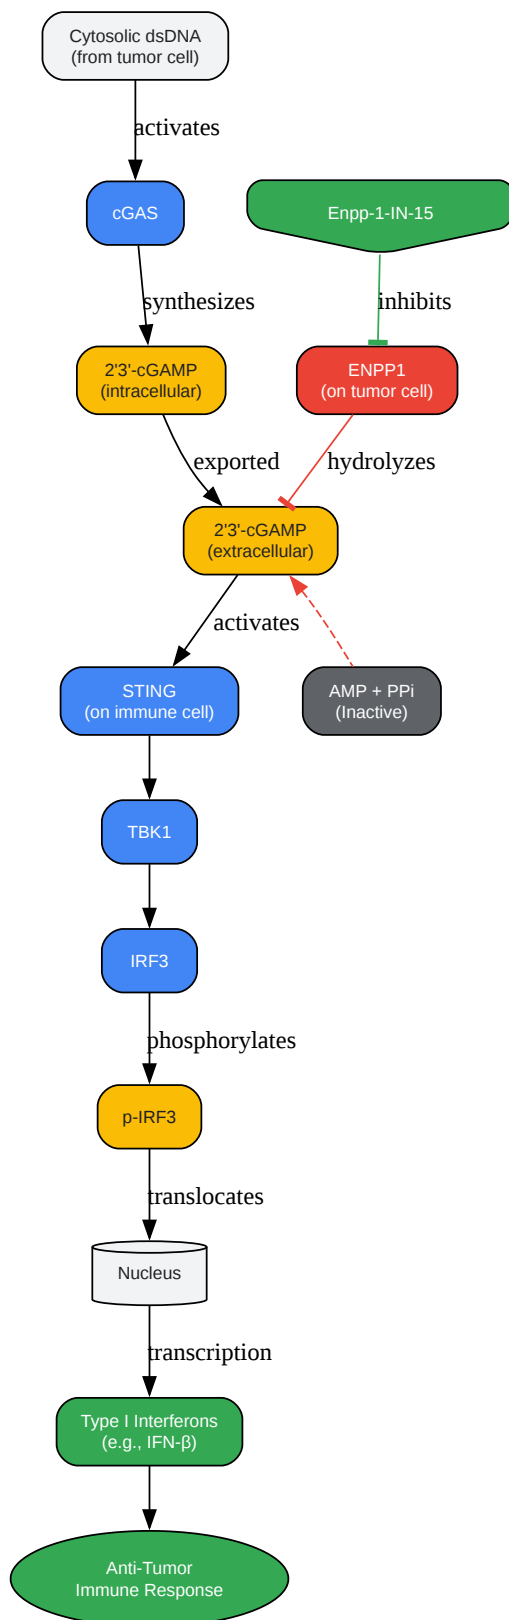 Cytosolic dsDNA
(from tumor cell)
activates
cGAS
Enpp-1-IN-15
synthesizes
inhibits
2'3'-cGAMP
(intracellular)
ENPP1
(on tumor cell)
exported
hydrolyzes
2'3'-cGAMP
(extracellular)
activates
STING
(on immune cell)
AMP + PPi
(Inactive)
TBK1
IRF3
phosphorylates
p-IRF3
translocates
Nucleus
transcription
Type I Interferons
(e.g., IFN-β)
Anti-Tumor
Immune Response